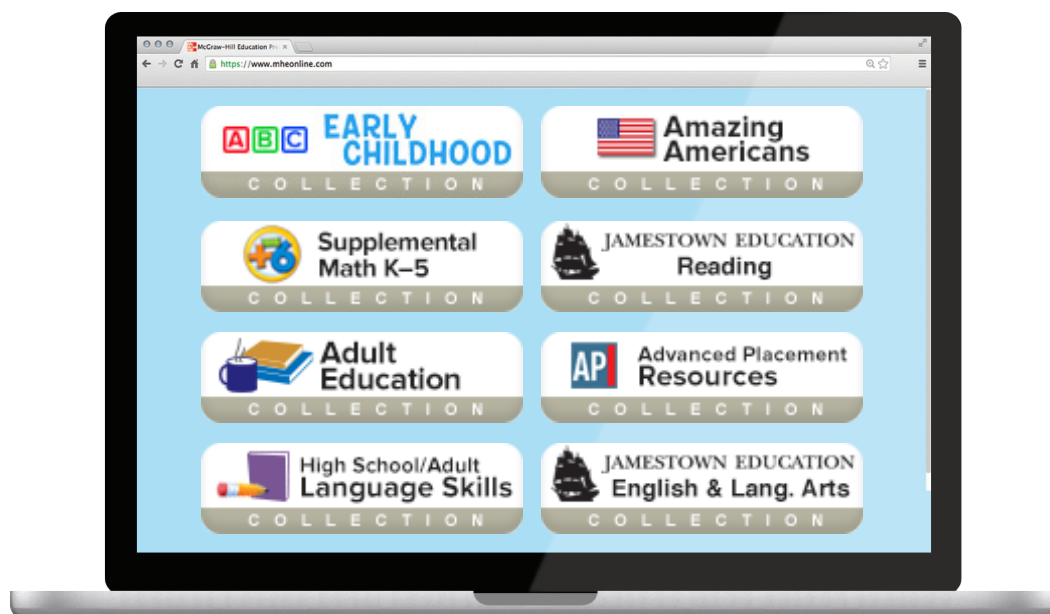 McGraw-Hill Education Pr
https://www.mheonline.com
A B C
EARLY
CHILDHOOD
COLLECTION
Amazing
Americans
COLLECTION
+6
Supplemental
Math K–5
COLLECTION
JAMESTOWN EDUCATION
Reading
COLLECTION
Adult
Education
COLLECTION
AP
Advanced Placement
Resources
COLLECTION
High School/Adult
Language Skills
COLLECTION
JAMESTOWN EDUCATION
English & Lang. Arts
COLLECTION